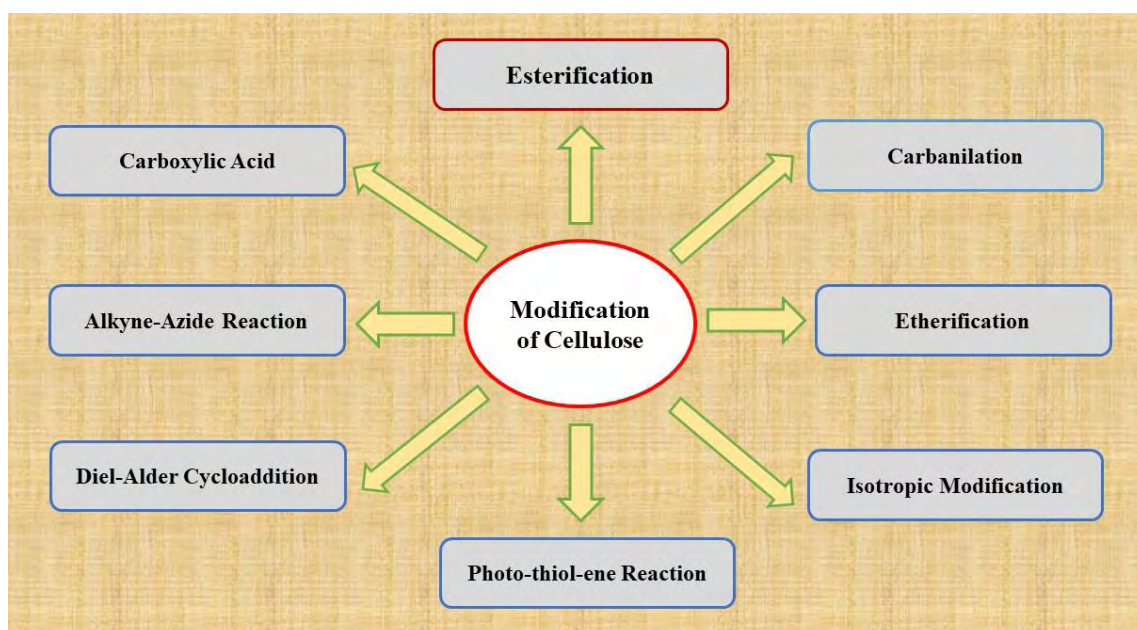 Esterification
Carboxylic Acid
Carbanilation
Alkyne-Azide Reaction
Modification
of Cellulose
Etherification
Diel-Alder Cycloaddition
Isotropic Modification
Photo-thiol-ene Reaction